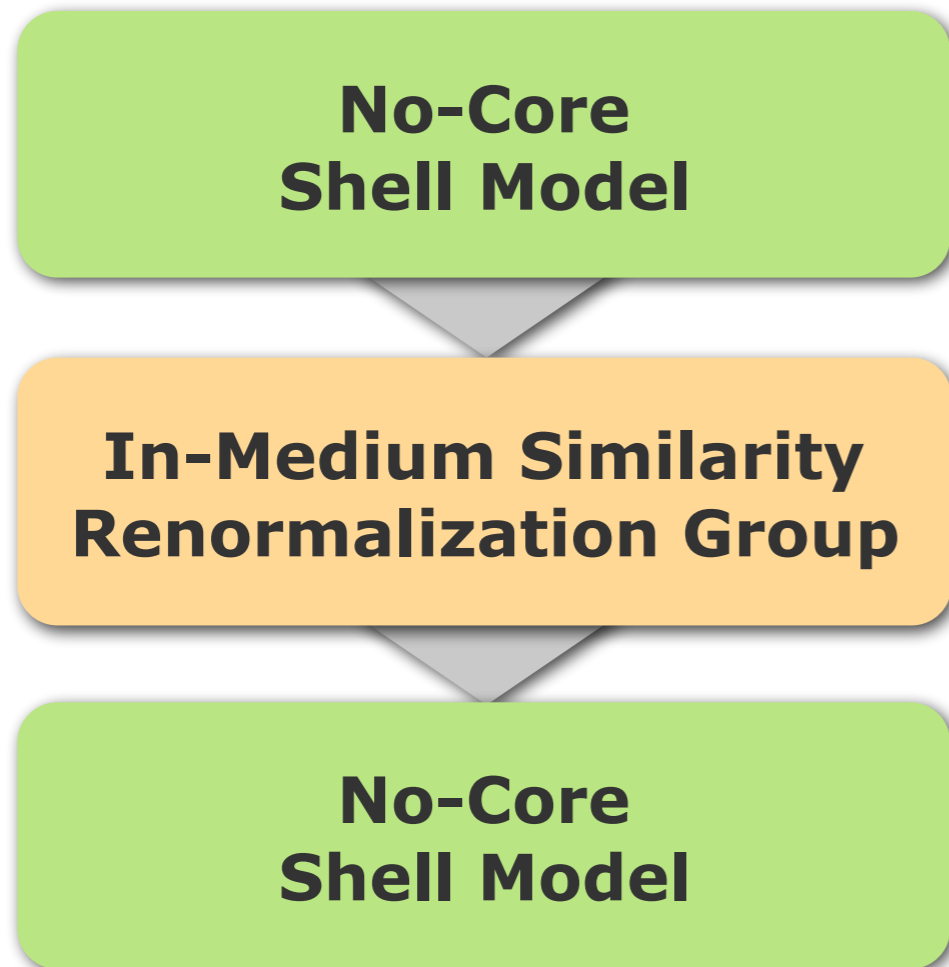 No-Core
Shell Model
In-Medium Similarity
Renormalization Group
No-Core
Shell Model